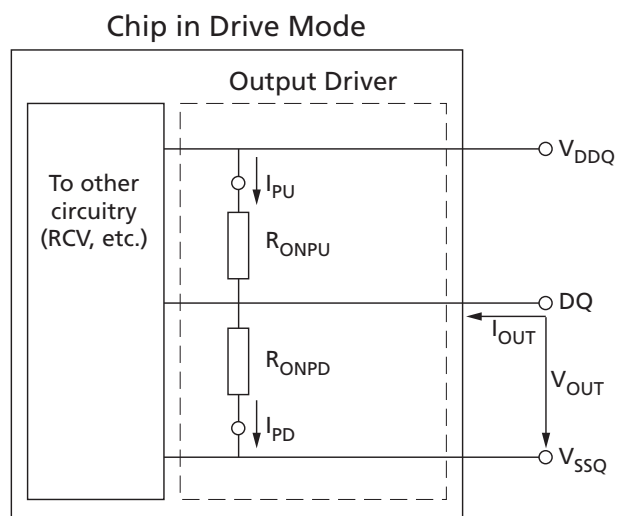 Chip in Drive Mode
Output Driver
To other
circuitry
(RCV, etc.)
VDDQ
IPU
RONPU
DQ
IOUT
RONPD
VOUT
IPD
VSSQ